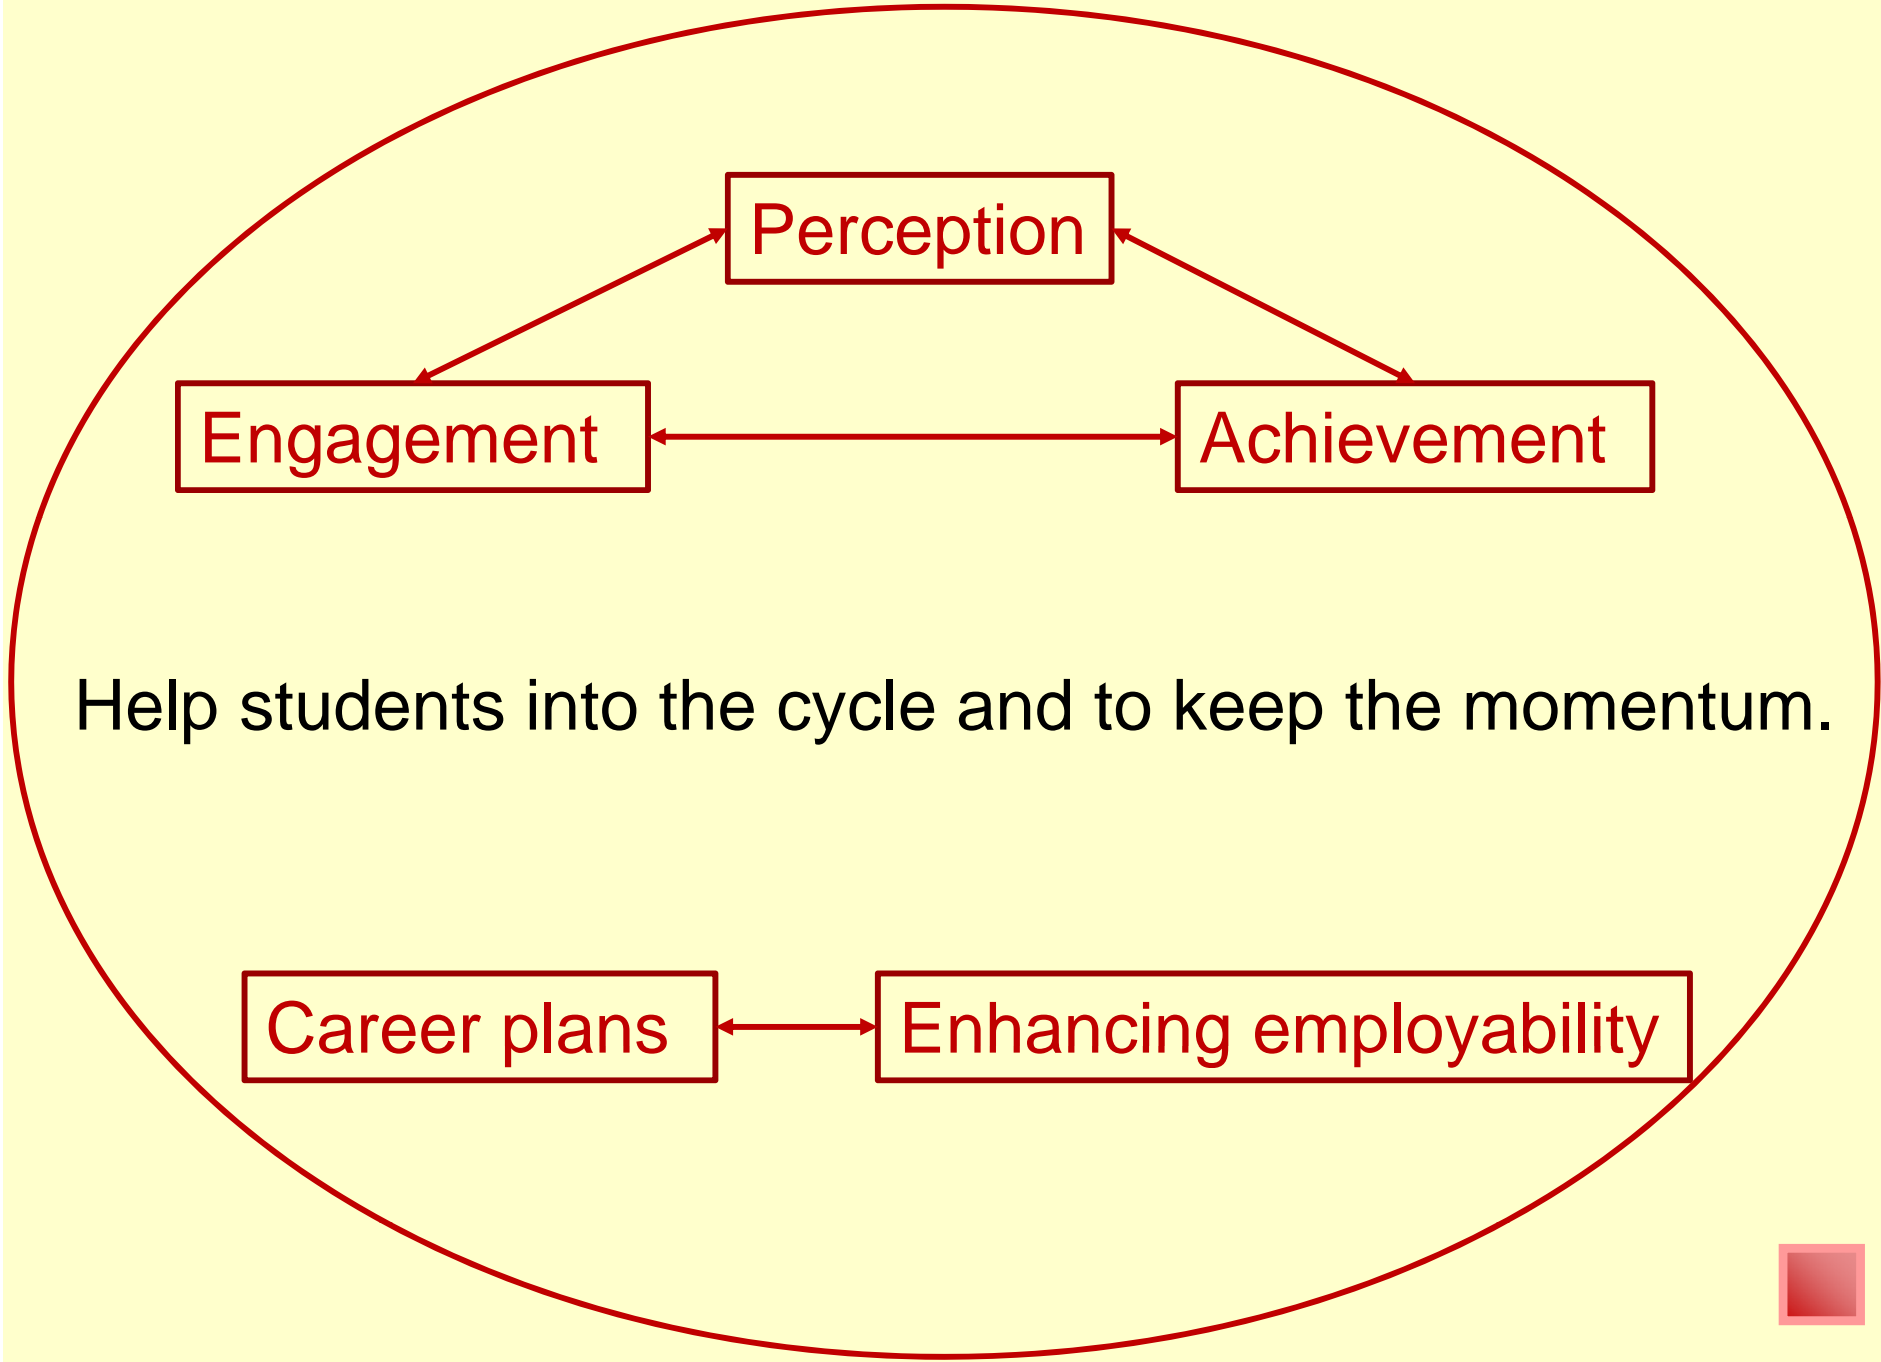 Perception
Engagement
Achievement
Help students into the cycle and to keep the momentum.
Career plans
Enhancing employability